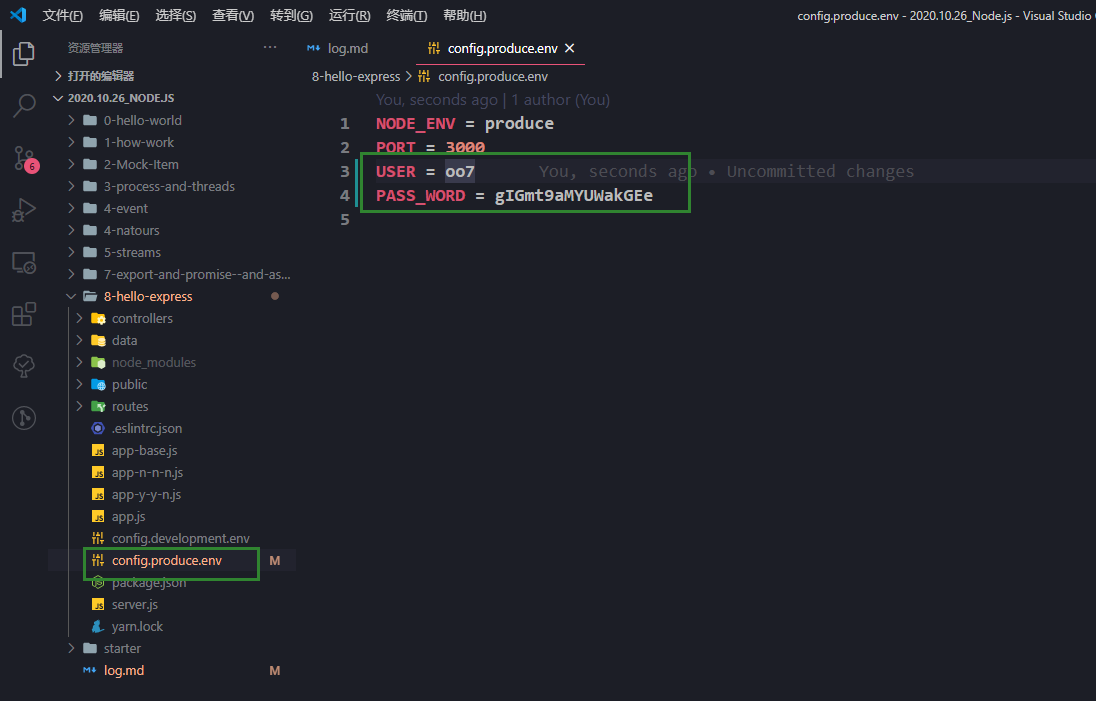 文件(F) 编辑(E) 选择(S) 查看(V) 转到(G) 运行(R) 终端(T) 帮助(H) config.produce.env - 2020.10.26_Node.js - Visual Studio
资源管理器 ...
打开的编辑器
2020.10.26_NODE.JS
0-hello-world
1-how-work
2-Mock-Item
3-process-and-threads
4-event
4-natours
5-streams
7-export-and-promise--and-as...
8-hello-express
controllers
data
node_modules
public
routes
.eslintrc.json
app-base.js
app-n-n-n.js
app-y-y-n.js
app.js
config.development.env
config.produce.env M
package.json
server.js
yarn.lock
starter
log.md M
6
log.md config.produce.env
8-hello-express > config.produce.env
You, seconds ago | 1 author (You)
1 NODE_ENV = produce
2 PORT = 3000
3 USER = oo7 You, seconds ago • Uncommitted changes
4 PASS_WORD = gIGmt9aMYUWakGEe
5